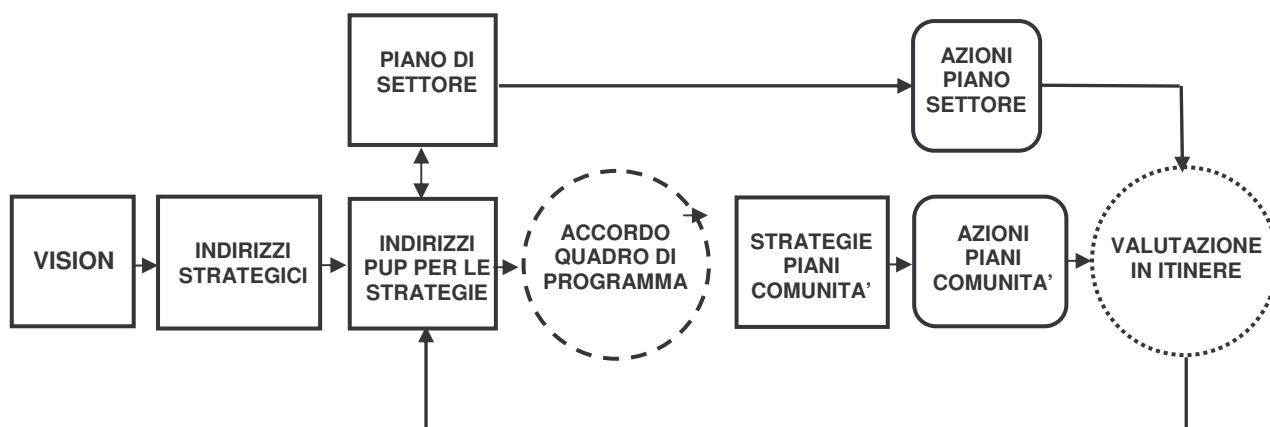 PIANO DI
SETTORE
AZIONI
PIANO
SETTORE
VISION
INDIRIZZI
STRATEGICI
INDIRIZZI
PUP PER LE
STRATEGIE
ACCORDO
QUADRO DI
PROGRAMMA
STRATEGIE
PIANI
COMUNITA’
AZIONI
PIANI
COMUNITA’
VALUTAZIONE
IN ITINERE